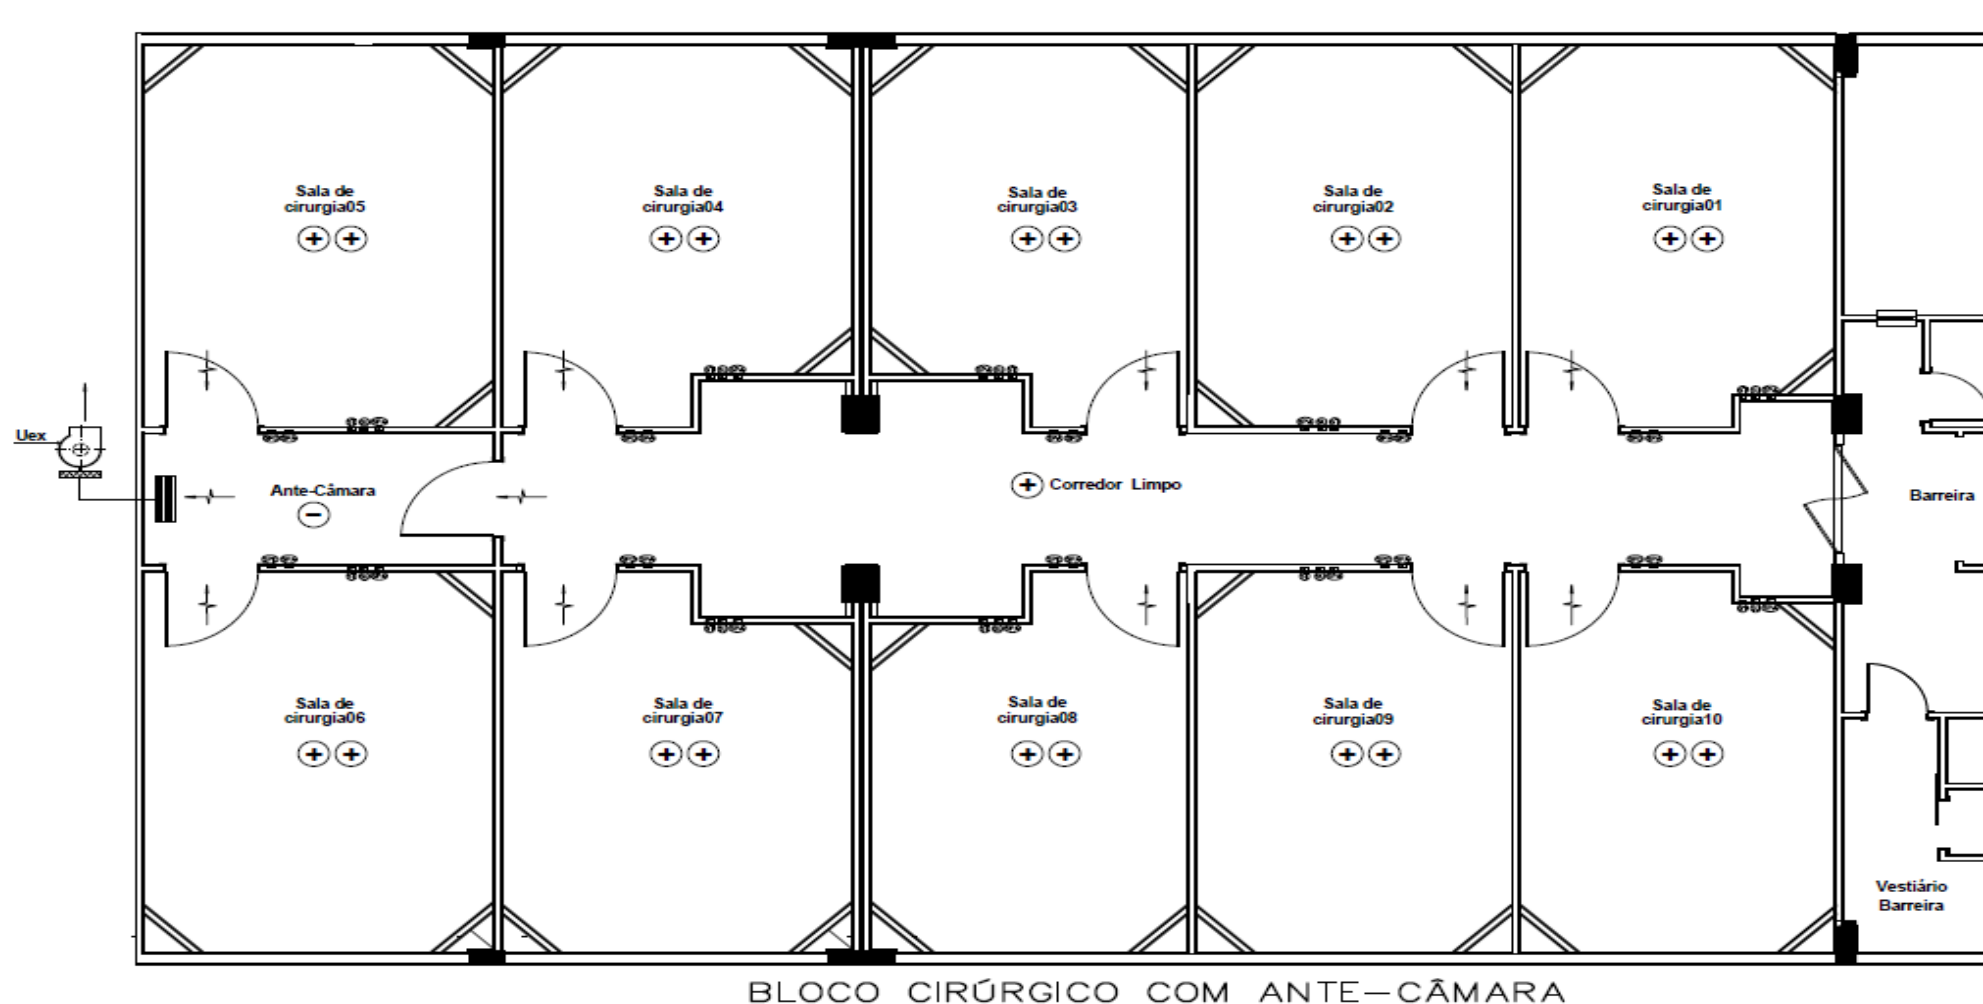 Sala de
cirurgia05
Sala de
cirurgia04
Sala de
cirurgia03
Sala de
cirurgia02
Sala de
cirurgia01
Uex
Ante-Câmara
Corredor Limpo
Barreira
Sala de
cirurgia06
Sala de
cirurgia07
Sala de
cirurgia08
Sala de
cirurgia09
Sala de
cirurgia10
Vestiário
Barreira
BLOCO CIRÚRGICO COM ANTE-CÂMARA